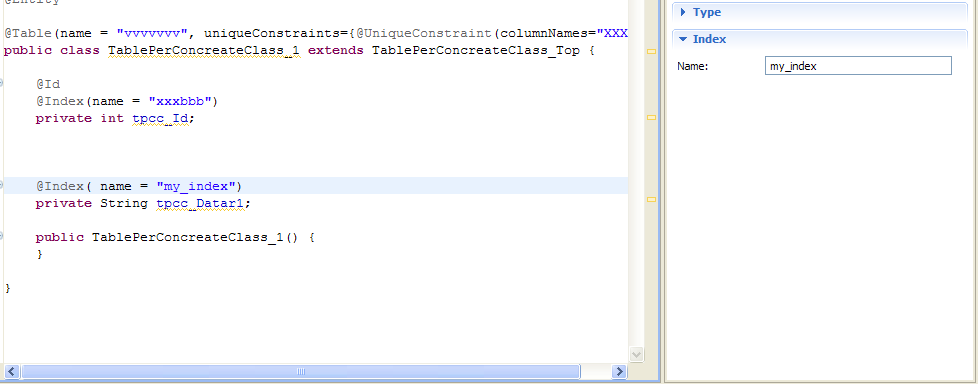 @Entity
@Table(name = "vvvvvvv", uniqueConstraints={@UniqueConstraint(columnNames="XXX
public class TablePerConcreateClass_1 extends TablePerConcreateClass_Top {
@Id
@Index(name = "xxxbbb")
private int tpcc_Id;
@Index( name = "my_index")
private String tpcc_Datar1;
public TablePerConcreateClass_1() {
}
}
Type
Index
Name: my_index